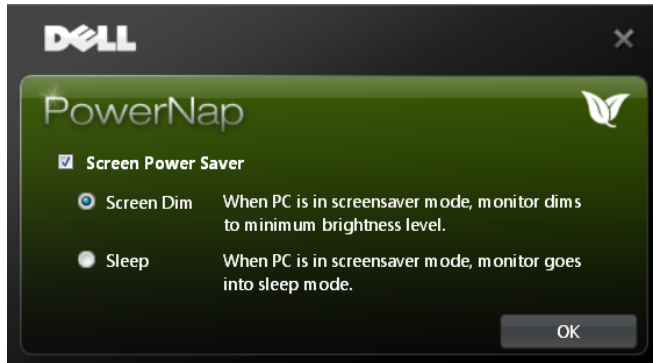 DELL
PowerNap
Screen Power Saver
Screen Dim When PC is in screensaver mode, monitor dims
to minimum brightness level.
Sleep When PC is in screensaver mode, monitor goes
into sleep mode.
OK